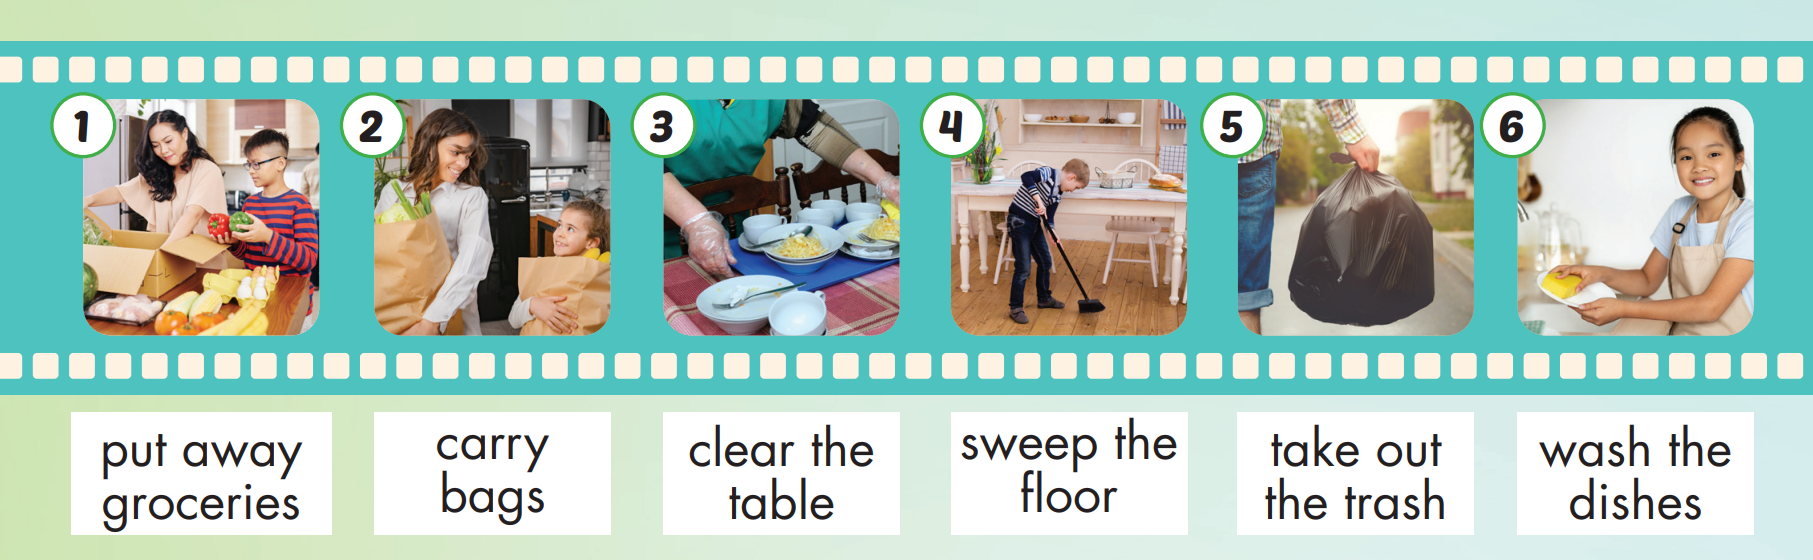 1
2
3
4
5
6
put away
groceries
carry
bags
clear the
table
sweep the
floor
take out
the trash
wash the
dishes